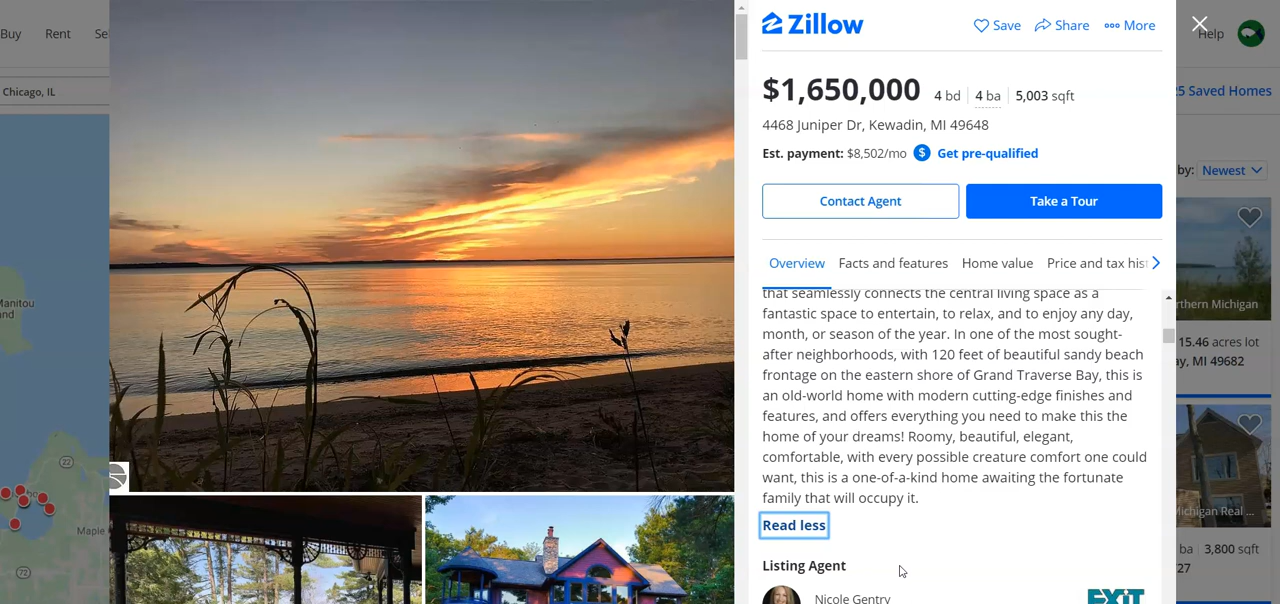 Buy Rent
Chicago, IL
22
72
Zillow
Save Share More
$1,650,000 4 bd 4 ba 5,003 sqft
4468 Juniper Dr, Kewadin, MI 49648
Est. payment: $8,502/mo $ Get pre-qualified
Contact Agent Take a Tour
Overview Facts and features Home value Price and tax hist
that seamlessly connects the central living space as a
fantastic space to entertain, to relax, and to enjoy any day,
month, or season of the year. In one of the most sought-
after neighborhoods, with 120 feet of beautiful sandy beach
frontage on the eastern shore of Grand Traverse Bay, this is
an old-world home with modern cutting-edge finishes and
features, and offers everything you need to make this the
home of your dreams! Roomy, beautiful, elegant,
comfortable, with every possible creature comfort one could
want, this is a one-of-a-kind home awaiting the fortunate
family that will occupy it.
Read less
Listing Agent
Nicole Gentry
EXIT
Help
25 Saved Homes
by: Newest
rthern Michigan
15.46 acres lot
ay, MI 49682
Michigan Real ...
ba 3,800 sqft
27